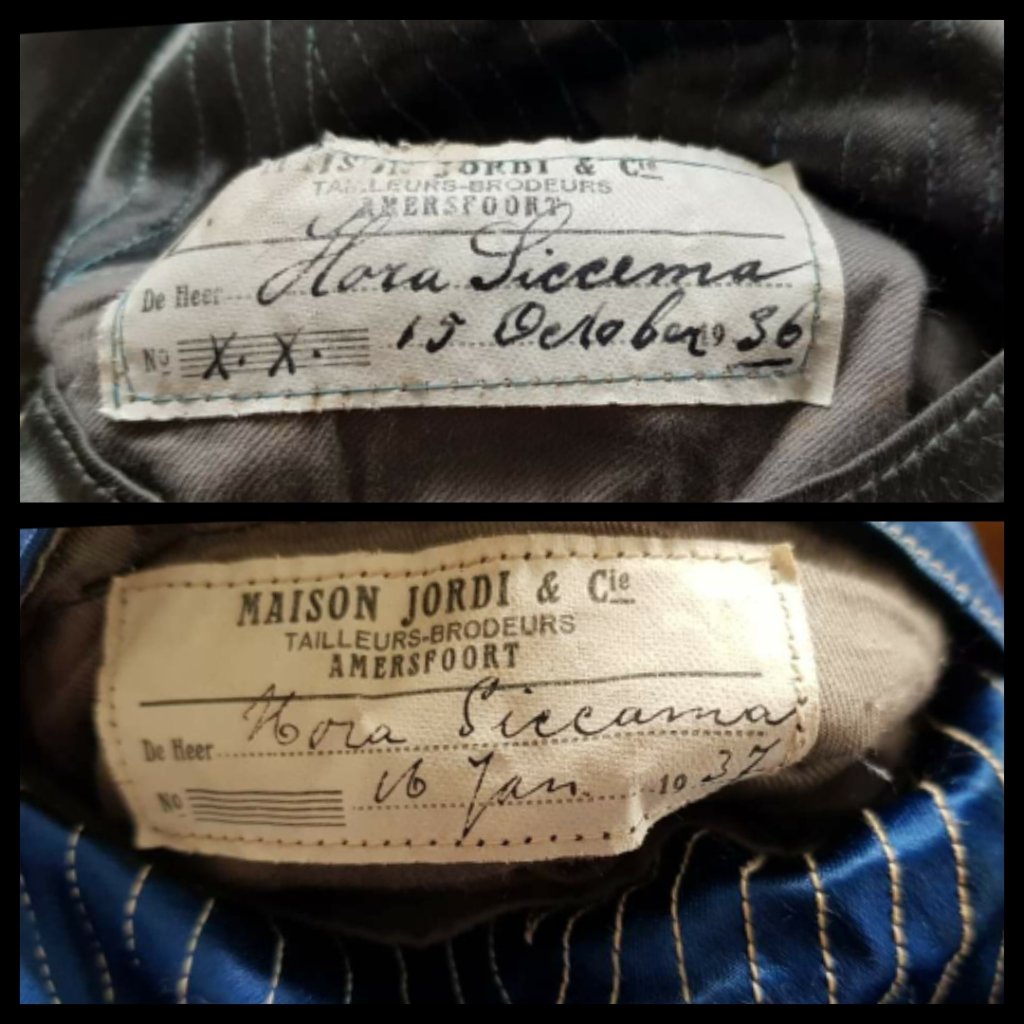 MAISON JORDI & Cie
TAILLEURS-BRODEURS
AMERSFOORT
De Heer Hora Siccema
No X. X. 15 October 1936
MAISON JORDI & Cie
TAILLEURS-BRODEURS
AMERSFOORT
De Heer Hora Siccama
No 16 Jan. 1937